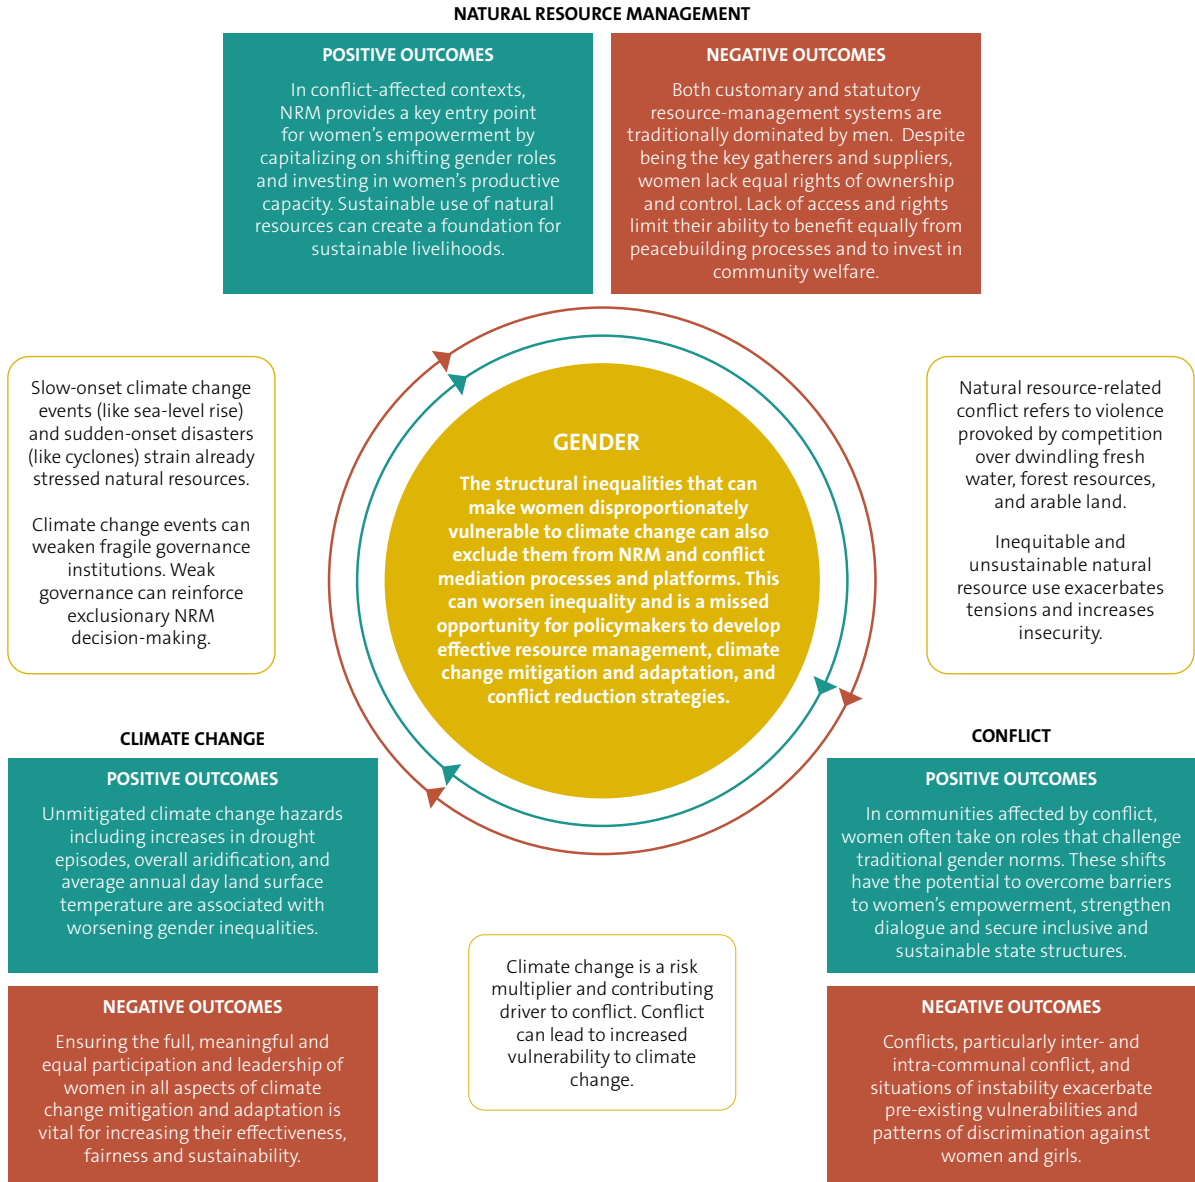 NATURAL RESOURCE MANAGEMENT
POSITIVE OUTCOMES
In conflict-affected contexts,
NRM provides a key entry point
for women’s empowerment by
capitalizing on shifting gender roles
and investing in women’s productive
capacity. Sustainable use of natural
resources can create a foundation for
sustainable livelihoods.
NEGATIVE OUTCOMES
Both customary and statutory
resource-management systems are
traditionally dominated by men.  Despite
being the key gatherers and suppliers,
women lack equal rights of ownership
and control. Lack of access and rights
limit their ability to benefit equally from
peacebuilding processes and to invest in
community welfare.
Slow-onset climate change
events (like sea-level rise)
and sudden-onset disasters
(like cyclones) strain already
stressed natural resources.
Climate change events can
weaken fragile governance
institutions. Weak
governance can reinforce
exclusionary NRM
decision-making.
GENDER
The structural inequalities that can
make women disproportionately
vulnerable to climate change can also
exclude them from NRM and conflict
mediation processes and platforms. This
can worsen inequality and is a missed
opportunity for policymakers to develop
effective resource management, climate
change mitigation and adaptation, and
conflict reduction strategies.
Natural resource-related
conflict refers to violence
provoked by competition
over dwindling fresh
water, forest resources,
and arable land.
Inequitable and
unsustainable natural
resource use exacerbates
tensions and increases
insecurity.
CLIMATE CHANGE
POSITIVE OUTCOMES
Unmitigated climate change hazards
including increases in drought
episodes, overall aridification, and
average annual day land surface
temperature are associated with
worsening gender inequalities.
NEGATIVE OUTCOMES
Ensuring the full, meaningful and
equal participation and leadership of
women in all aspects of climate
change mitigation and adaptation is
vital for increasing their effectiveness,
fairness and sustainability.
Climate change is a risk
multiplier and contributing
driver to conflict. Conflict
can lead to increased
vulnerability to climate
change.
CONFLICT
POSITIVE OUTCOMES
In communities affected by conflict,
women often take on roles that challenge
traditional gender norms. These shifts
have the potential to overcome barriers
to women’s empowerment, strengthen
dialogue and secure inclusive and
sustainable state structures.
NEGATIVE OUTCOMES
Conflicts, particularly inter- and
intra-communal conflict, and
situations of instability exacerbate
pre-existing vulnerabilities and
patterns of discrimination against
women and girls.